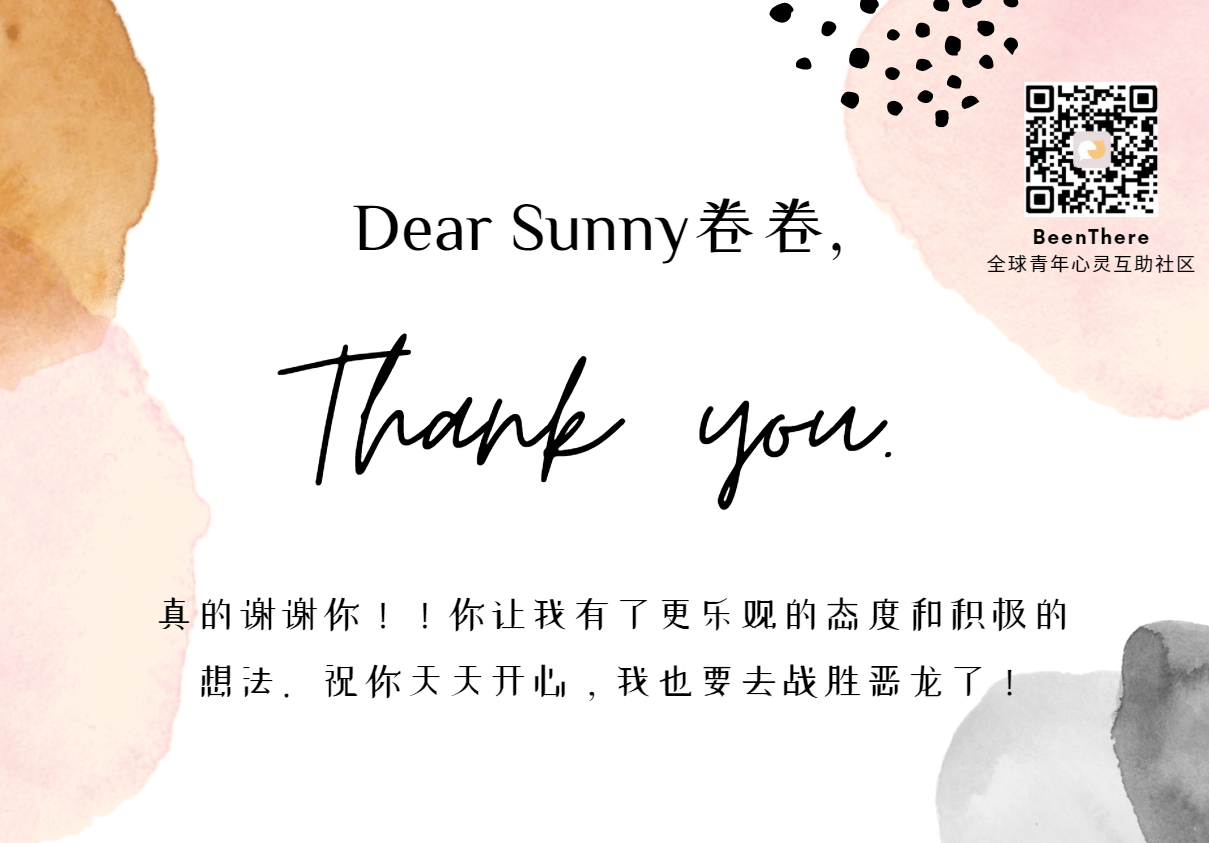 BeenThere
全球青年心灵互助社区
Dear Sunny卷卷,
Thank you.
真的谢谢你！！你让我有了更乐观的态度和积极的
想法．祝你天天开心，我也要去战胜恶龙了！